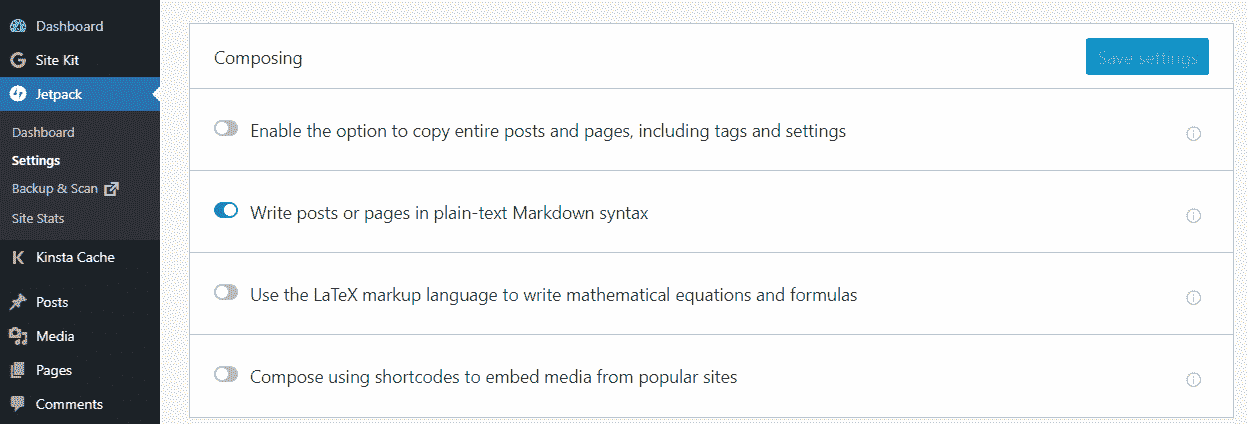 Dashboard
Site Kit
Jetpack
Dashboard
Settings
Backup & Scan
Site Stats
Kinsta Cache
Posts
Media
Pages
Comments
Composing
Save settings
Enable the option to copy entire posts and pages, including tags and settings
Write posts or pages in plain-text Markdown syntax
Use the LaTeX markup language to write mathematical equations and formulas
Compose using shortcodes to embed media from popular sites